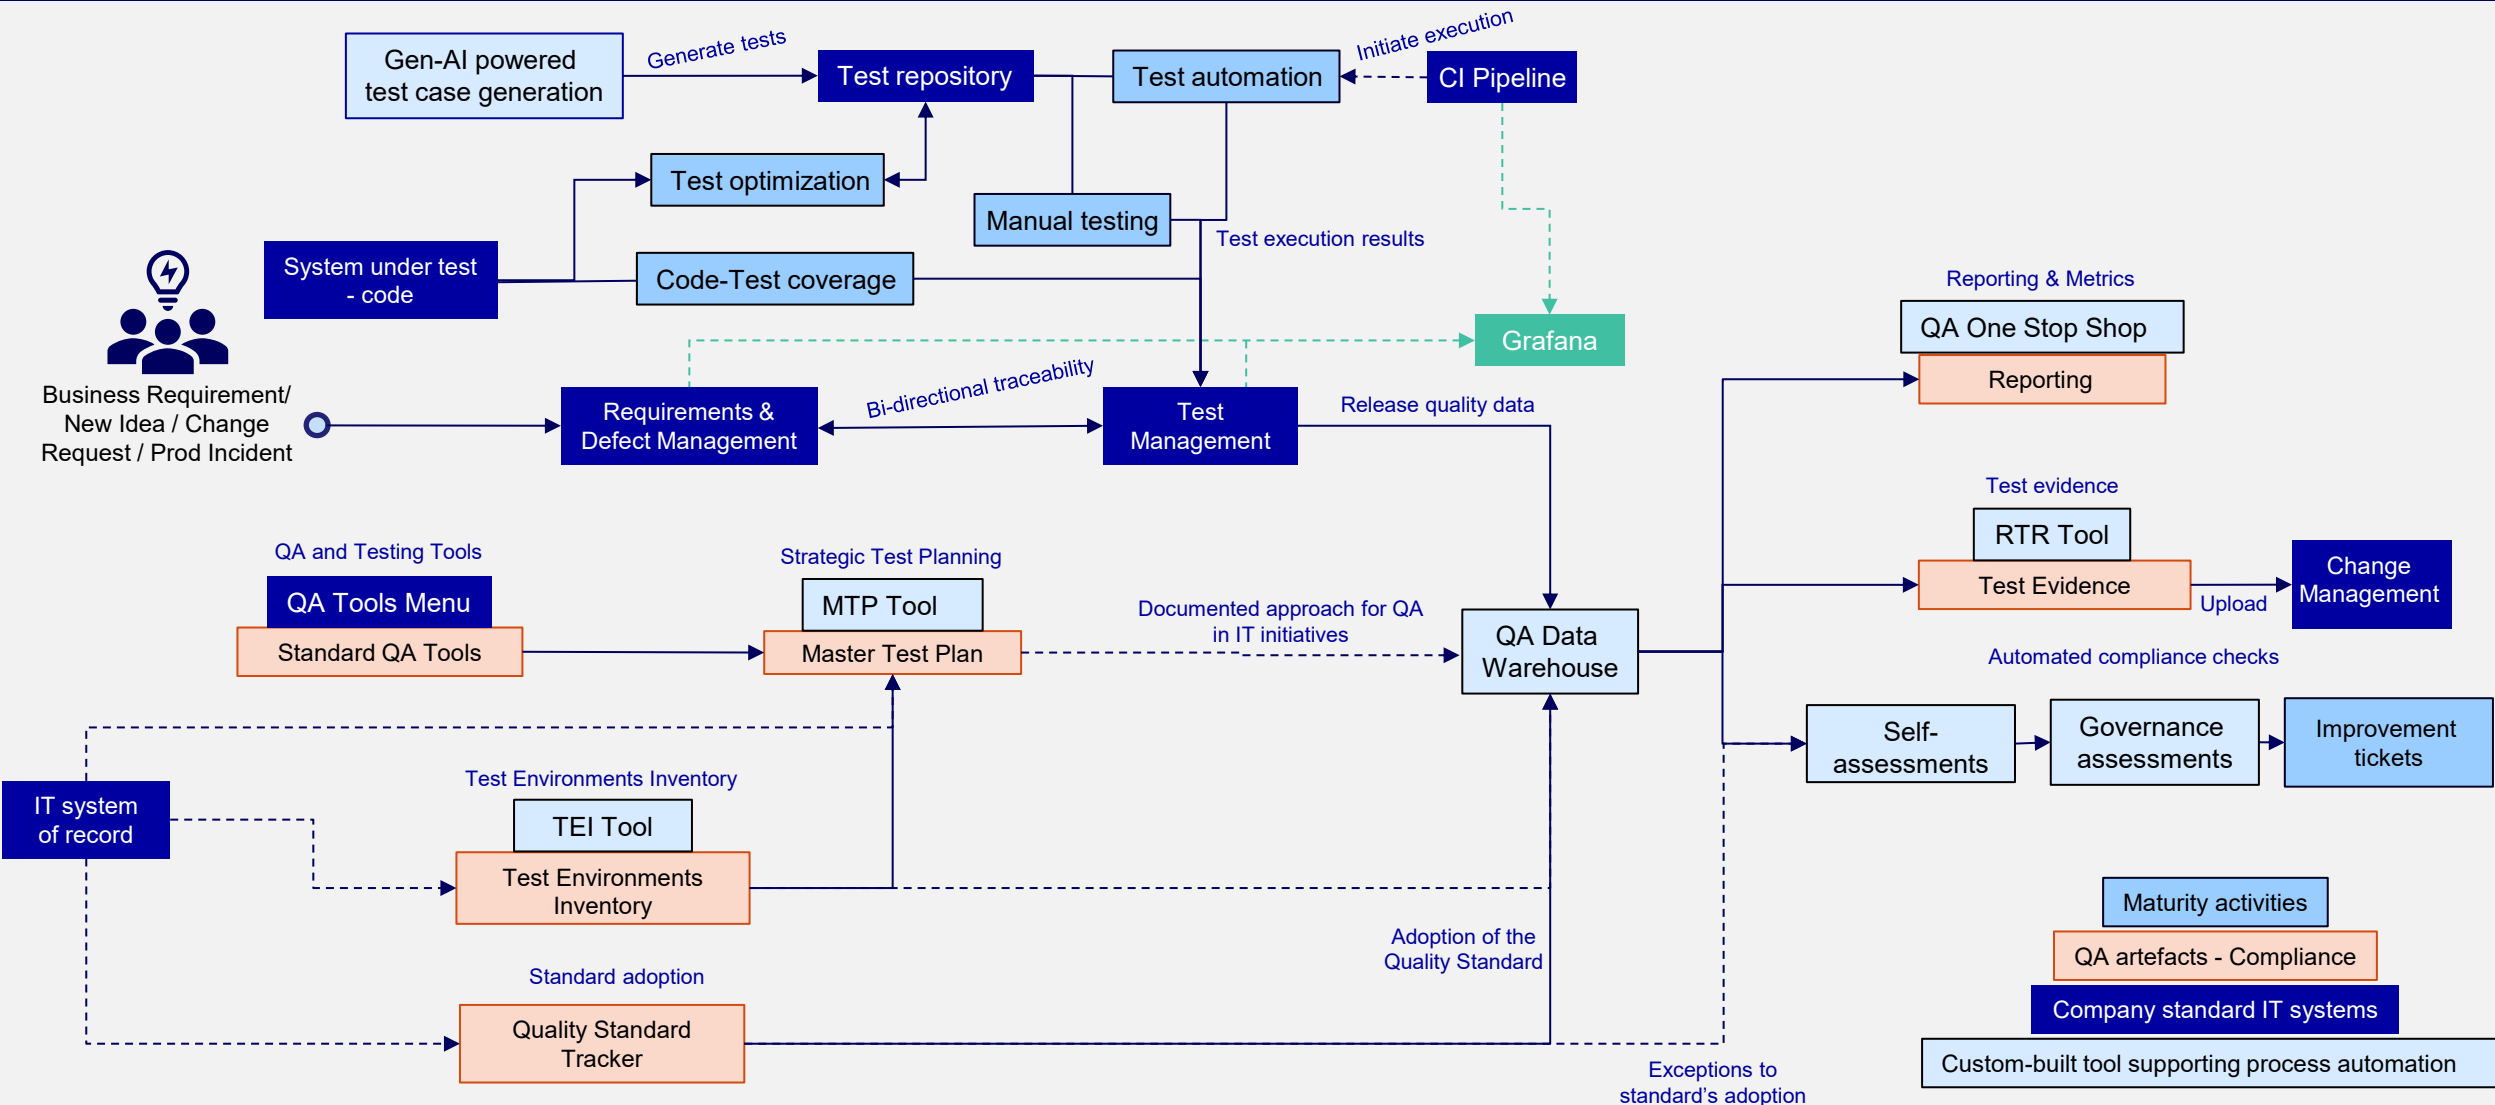 Gen-AI powered
test case generation
Generate tests
Test repository
Test automation
Initiate execution
CI Pipeline
Test optimization
Manual testing
Test execution results
System under test
- code
Code-Test coverage
Grafana
Business Requirement/
New Idea / Change
Request / Prod Incident
Requirements &
Defect Management
Bi-directional traceability
Test
Management
Release quality data
Reporting & Metrics
QA One Stop Shop
Reporting
Test evidence
RTR Tool
Test Evidence
Upload
Change
Management
QA and Testing Tools
QA Tools Menu
Standard QA Tools
Strategic Test Planning
MTP Tool
Master Test Plan
Documented approach for QA
in IT initiatives
QA Data
Warehouse
Automated compliance checks
Self-
assessments
Governance
assessments
Improvement
tickets
IT system
of record
Test Environments Inventory
TEI Tool
Test Environments
Inventory
Adoption of the
Quality Standard
Standard adoption
Quality Standard
Tracker
Exceptions to
standard's adoption
Maturity activities
QA artefacts - Compliance
Company standard IT systems
Custom-built tool supporting process automation